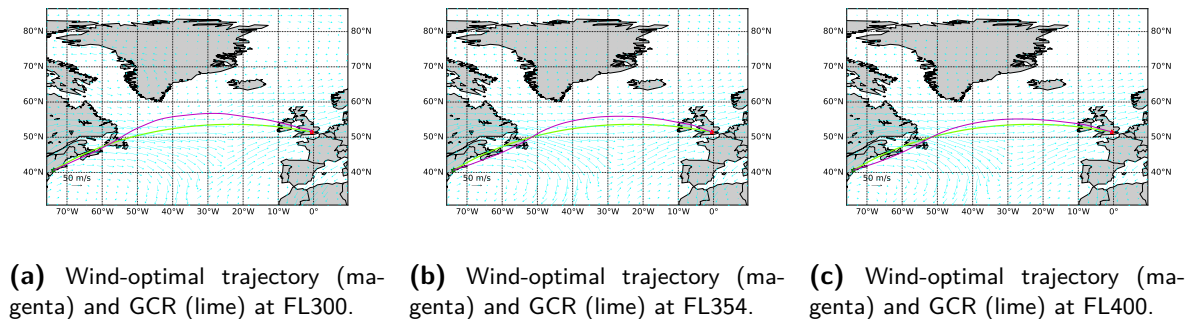 80°N
70°N
60°N
50°N
40°N
80°N
70°N
60°N
50°N
40°N
50 m/s
70°W 60°W 50°W 40°W 30°W 20°W 10°W 0°
80°N
70°N
60°N
50°N
40°N
80°N
70°N
60°N
50°N
40°N
50 m/s
70°W 60°W 50°W 40°W 30°W 20°W 10°W 0°
80°N
70°N
60°N
50°N
40°N
80°N
70°N
60°N
50°N
40°N
50 m/s
70°W 60°W 50°W 40°W 30°W 20°W 10°W 0°
(a) Wind-optimal trajectory (ma-
genta) and GCR (lime) at FL300.
(b) Wind-optimal trajectory (ma-
genta) and GCR (lime) at FL354.
(c) Wind-optimal trajectory (ma-
genta) and GCR (lime) at FL400.